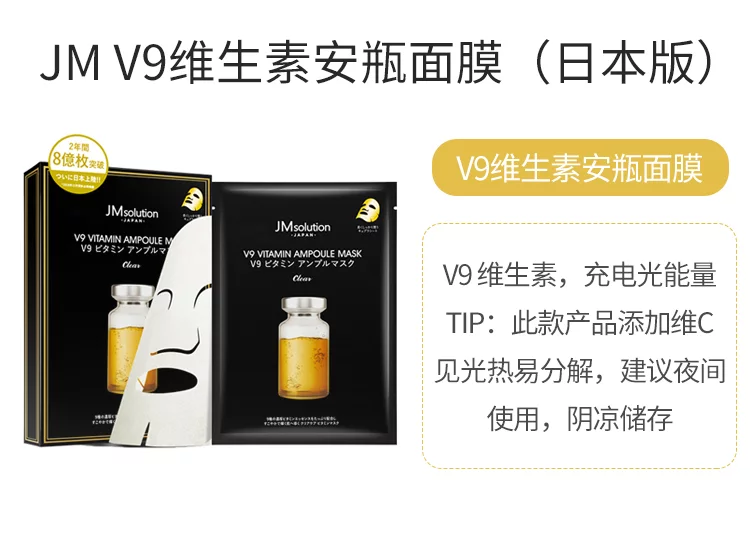 JM V9维生素安瓶面膜（日本版）
2年間
8億枚突破
ついに日本上陸!!
JMsolution
-JAPAN-
V9 VITAMIN AMPOULE M
V9 ビタミン アンプルマスク
Clear
JMsolution
-JAPAN-
V9 VITAMIN AMPOULE MASK
V9 ビタミン アンプルマスク
Clear
V9维生素安瓶面膜
V9 维生素，充电光能量
TIP：此款产品添加维C
见光热易分解，建议夜间
使用，阴凉储存